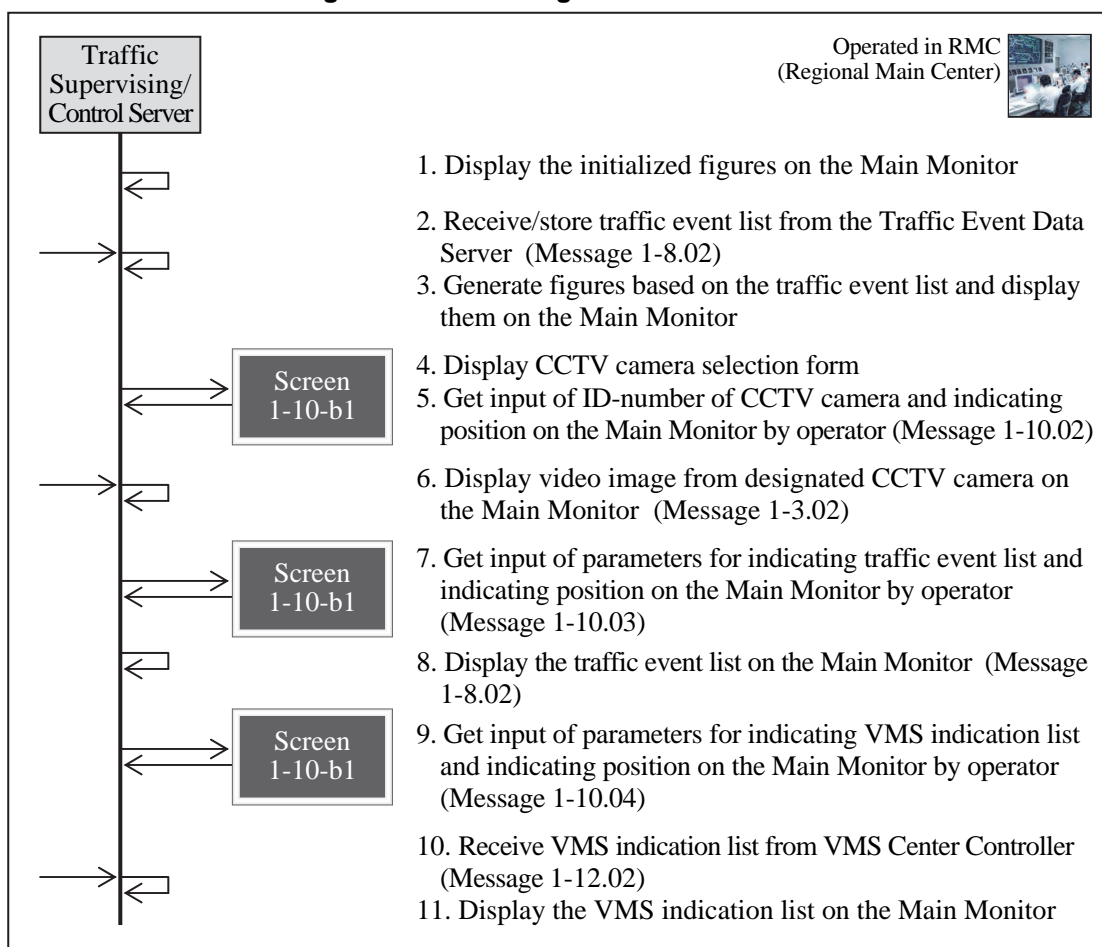 Traffic
Supervising/
Control Server
Operated in RMC
(Regional Main Center)
1. Display the initialized figures on the Main Monitor
2. Receive/store traffic event list from the Traffic Event Data
Server (Message 1-8.02)
3. Generate figures based on the traffic event list and display
them on the Main Monitor
Screen
1-10-b1
4. Display CCTV camera selection form
5. Get input of ID-number of CCTV camera and indicating
position on the Main Monitor by operator (Message 1-10.02)
6. Display video image from designated CCTV camera on
the Main Monitor (Message 1-3.02)
Screen
1-10-b1
7. Get input of parameters for indicating traffic event list and
indicating position on the Main Monitor by operator
(Message 1-10.03)
8. Display the traffic event list on the Main Monitor (Message
1-8.02)
Screen
1-10-b1
9. Get input of parameters for indicating VMS indication list
and indicating position on the Main Monitor by operator
(Message 1-10.04)
10. Receive VMS indication list from VMS Center Controller
(Message 1-12.02)
11. Display the VMS indication list on the Main Monitor